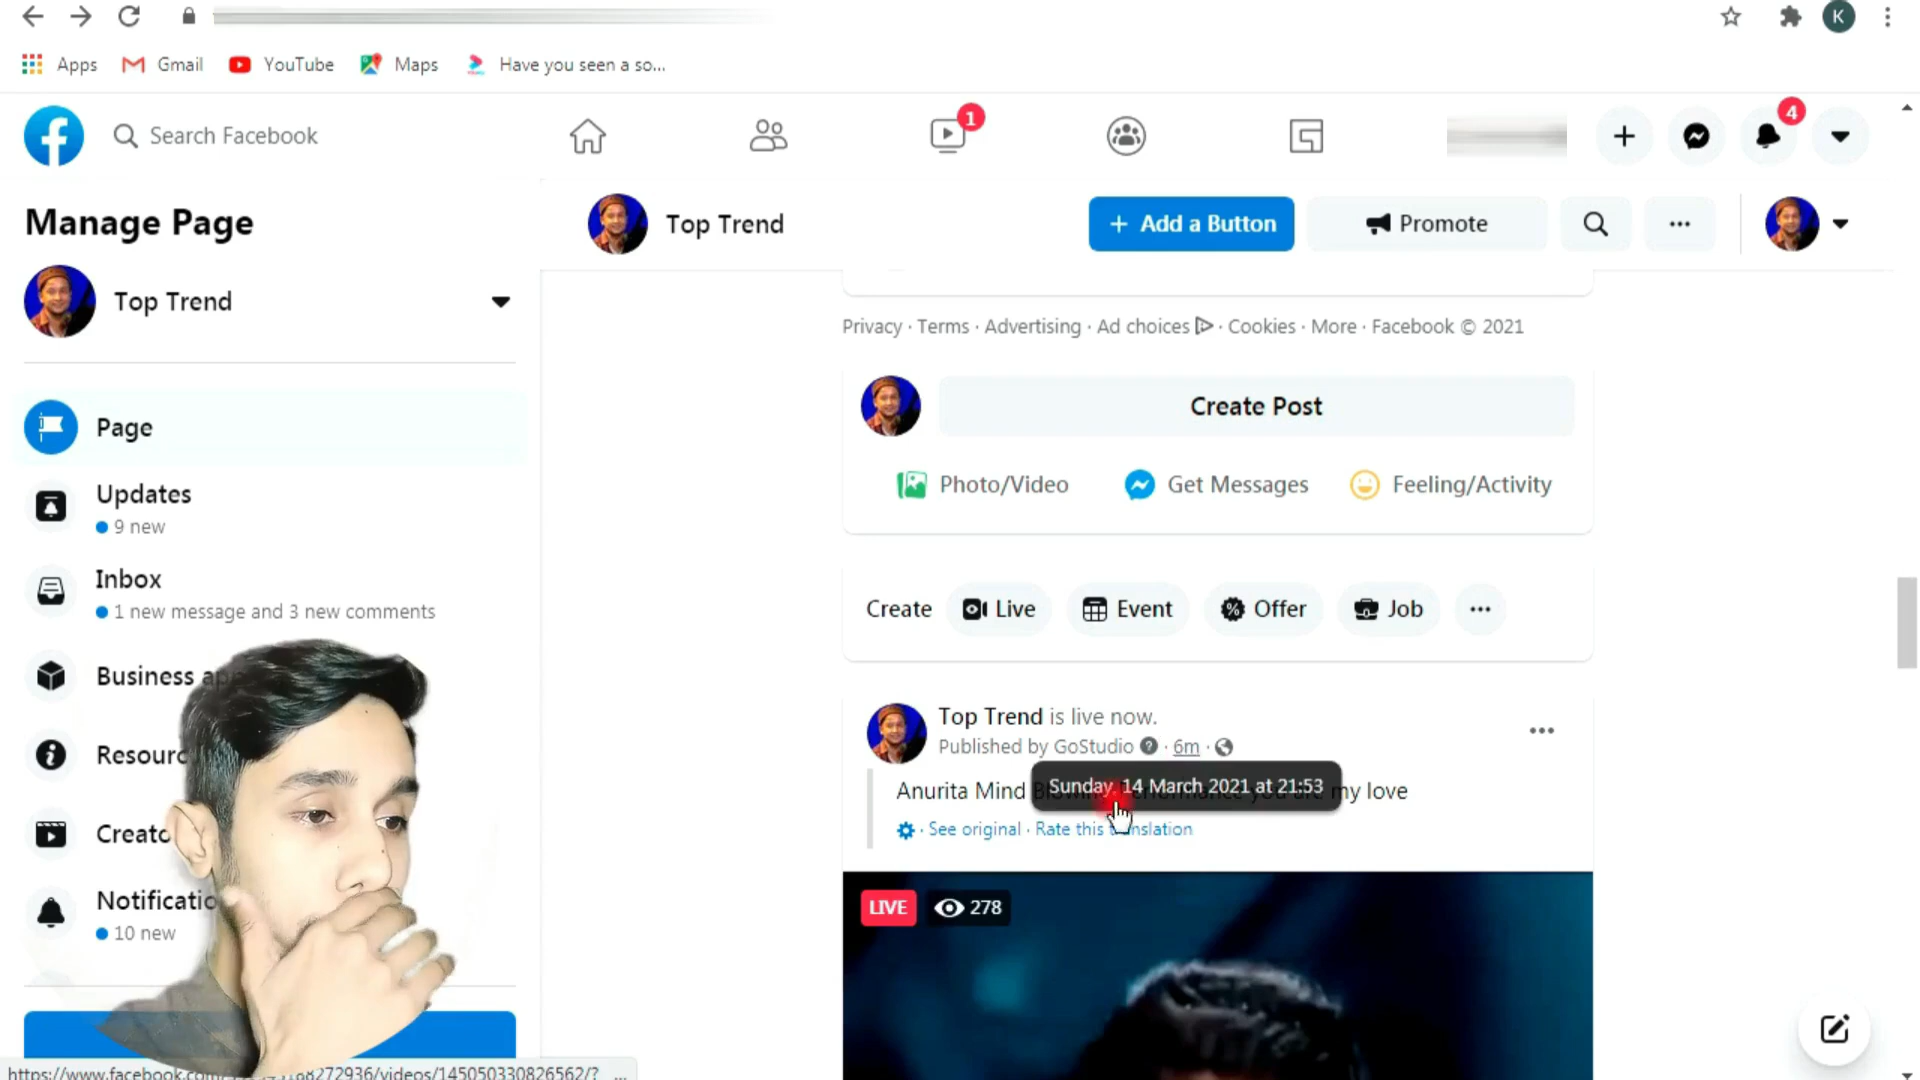 Apps Gmail YouTube Maps Have you seen a so...
K
Search Facebook 1 4
Manage Page
Top Trend
Page
Updates
9 new
Inbox
1 new message and 3 new comments
Business
Notificatio
10 new
Top Trend + Add a Button Promote ...
Privacy · Terms · Advertising · Ad choices · Cookies · More · Facebook © 2021
Create Post
Photo/Video Get Messages Feeling/Activity
Create Live Event Offer Job ...
Top Trend is live now.
Published by GoStudio · 6m ·
Sunday, 14 March 2021 at 21:53
Anurita Mind my love
· See original · Rate this translation
LIVE 278